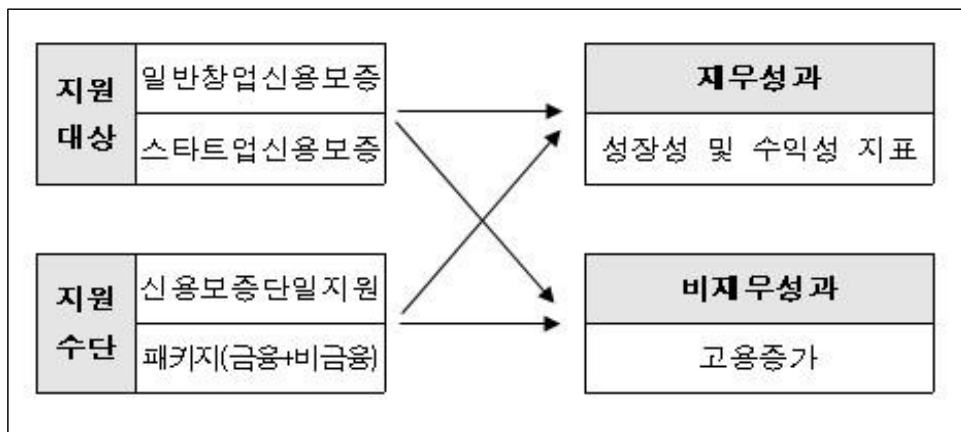 지원
대상
일반창업신용보증
스타트업신용보증
재무성과
성장성 및 수익성 지표
지원
수단
신용보증단일지원
패키지(금융+비금융)
비재무성과
고용증가